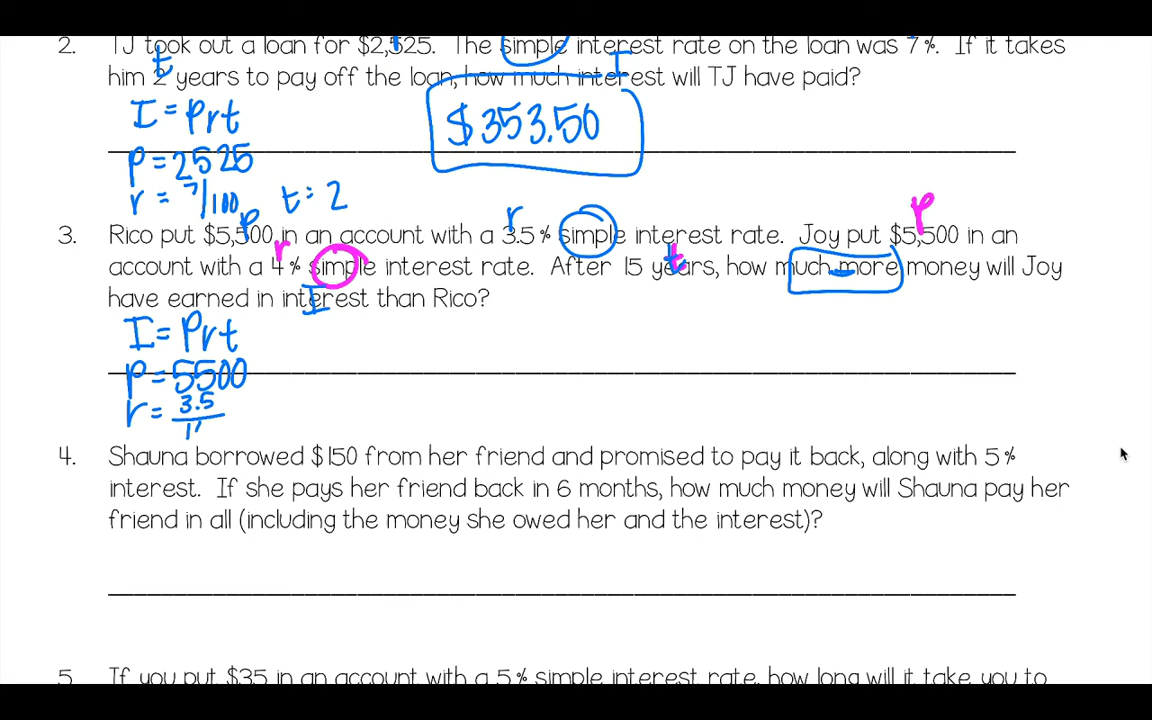 2. TJ took out a loan for $2,525. The simple interest rate on the loan was 7%. If it takes
t
I
him 2 years to pay off the loan, how much interest will TJ have paid?
I = Prt
$353.50
P = 2525
r = 7/100 t = 2
P
r
P
3. Rico put $5,500 in an account with a 3.5% simple interest rate. Joy put $5,500 in an
r
t
account with a 4% simple interest rate. After 15 years, how much more money will Joy
have earned in interest than Rico?
I
I = Prt
P = 5500
r = 3.5
4. Shauna borrowed $150 from her friend and promised to pay it back, along with 5%
interest. If she pays her friend back in 6 months, how much money will Shauna pay her
friend in all (including the money she owed her and the interest)?
5. If you put $35 in an account with a 5% simple interest rate, how long will it take you to